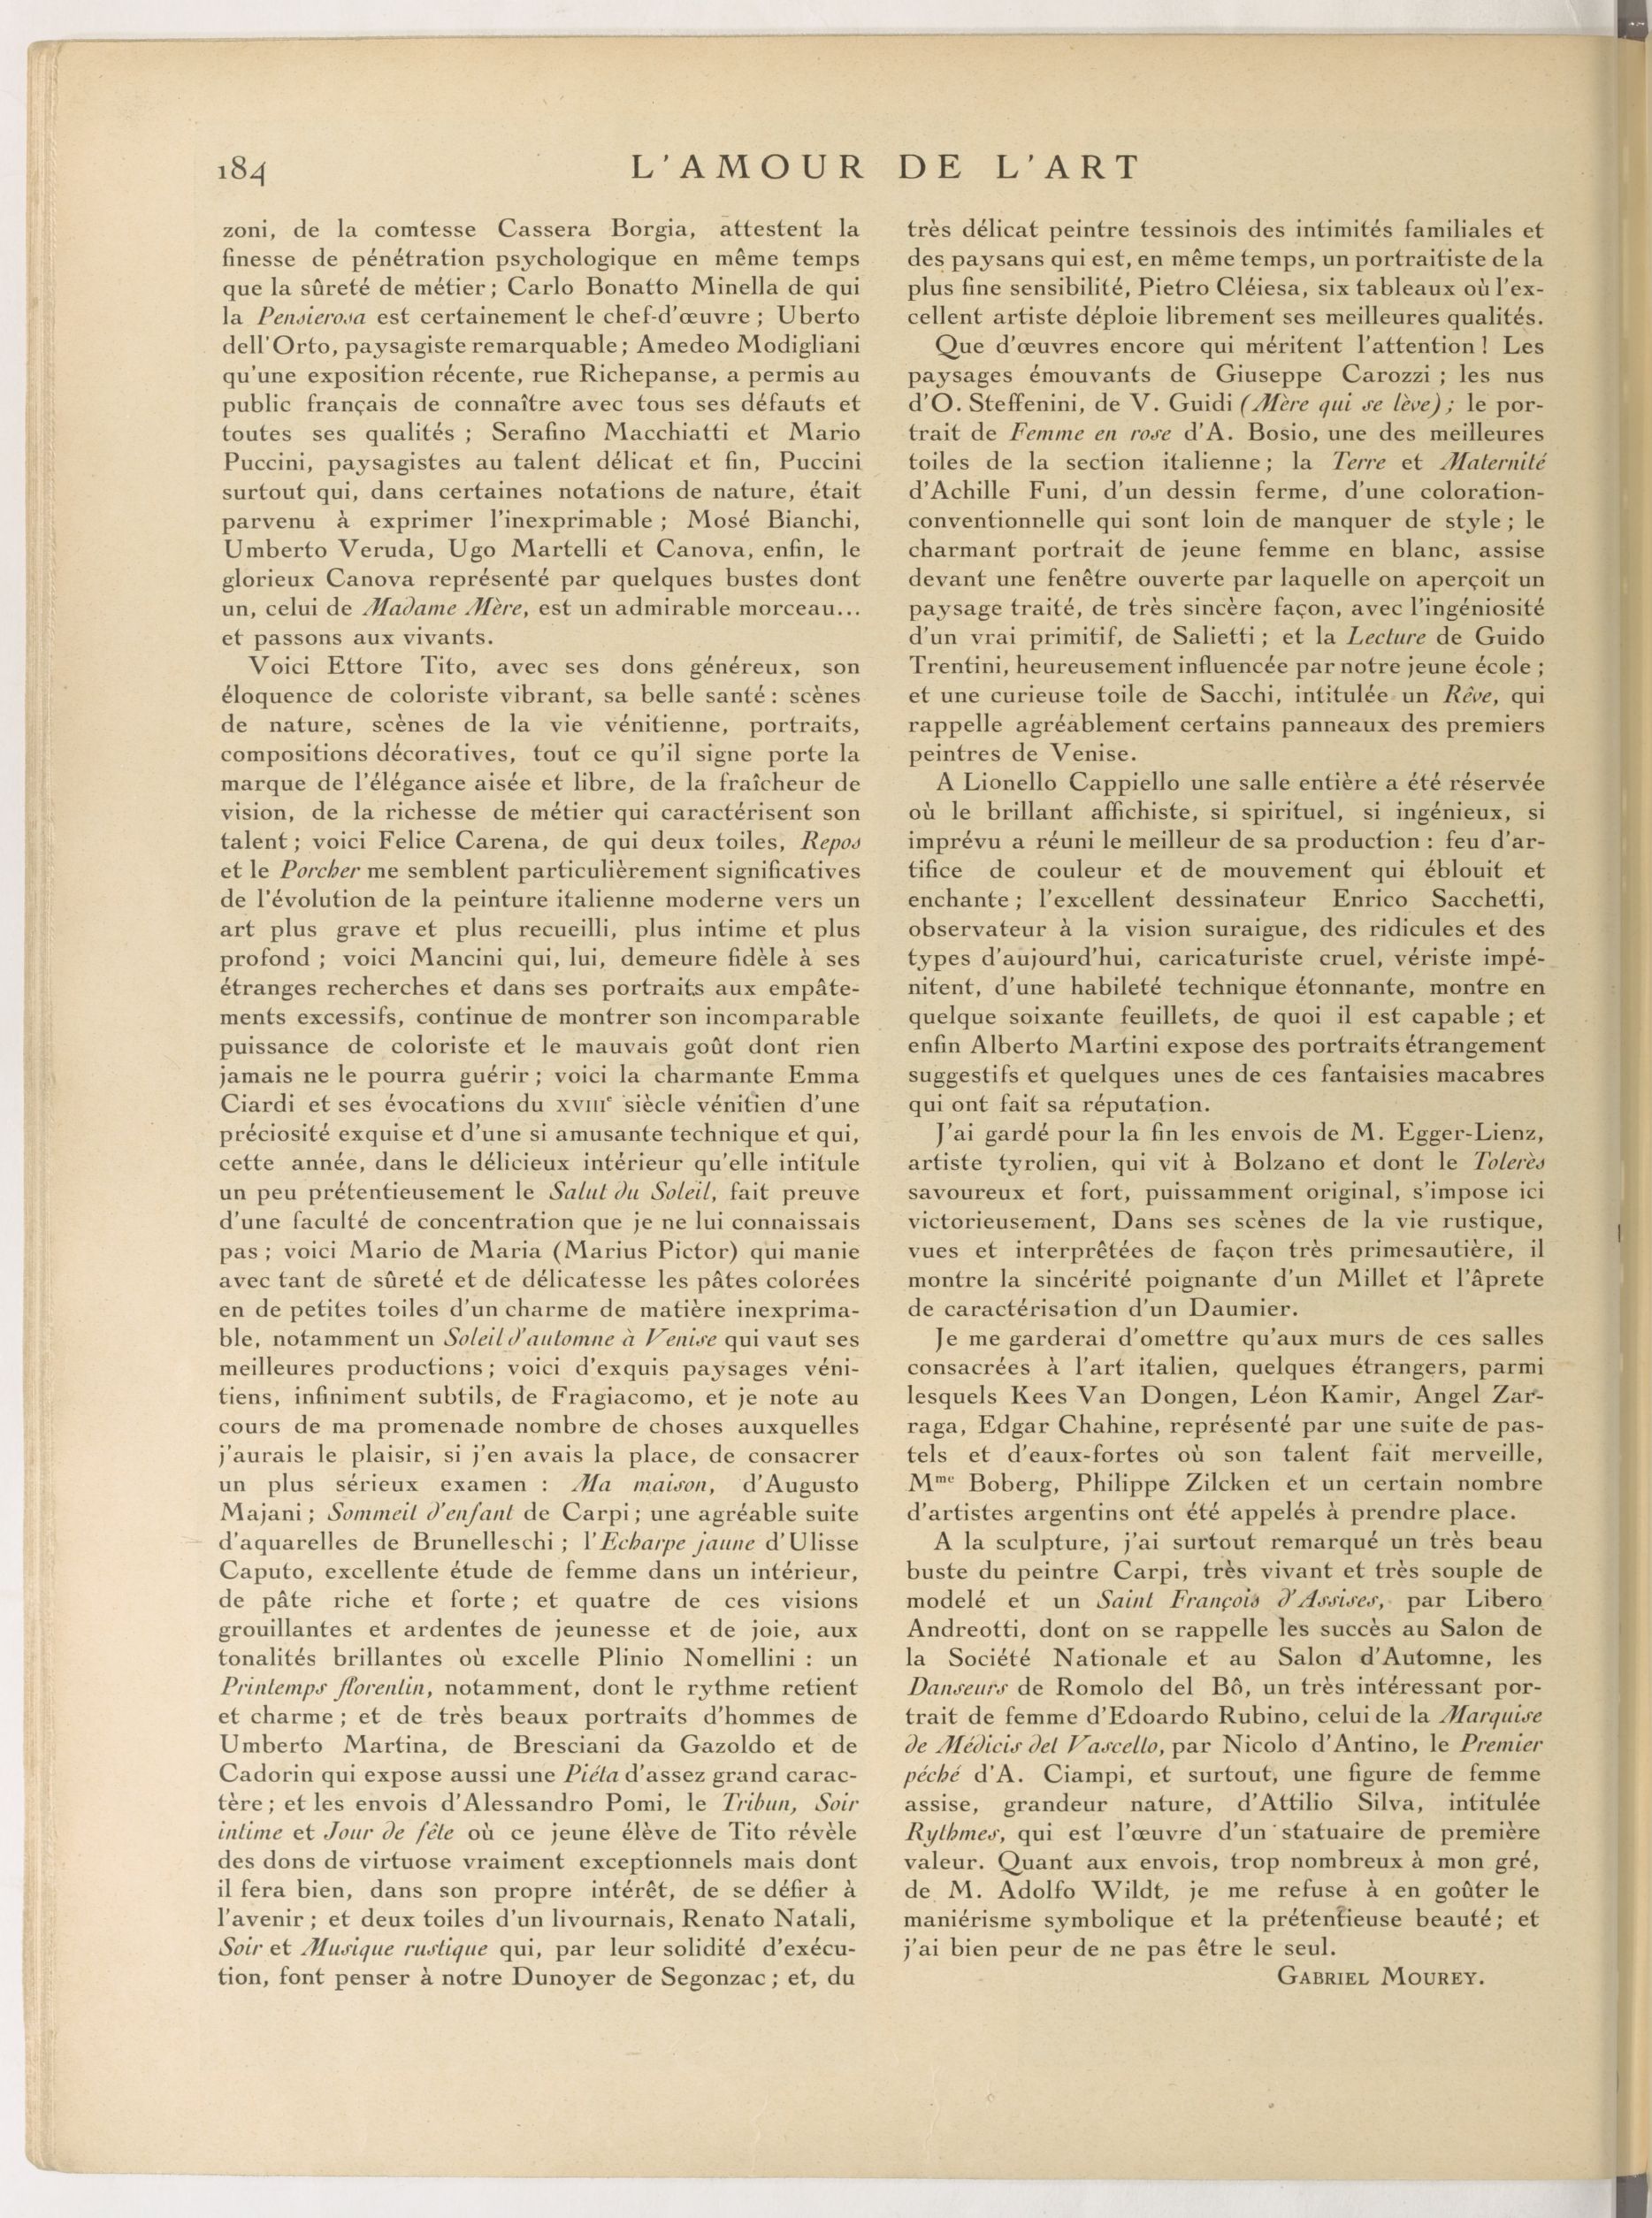 184
L'AMOUR DE L'ART
zoni, de la comtesse Cassera Borgia, attestent la
finesse de pénétration psychologique en même temps
que la sûreté de métier ; Carlo Bonatto Minella de qui
la Pensierosa est certainement le chef-d'œuvre ; Uberto
dell'Orto, paysagiste remarquable ; Amedeo Modigliani
qu'une exposition récente, rue Richepanse, a permis au
public français de connaître avec tous ses défauts et
toutes ses qualités ; Serafino Macchiatti et Mario
Puccini, paysagistes au talent délicat et fin, Puccini
surtout qui, dans certaines notations de nature, était
parvenu à exprimer l'inexprimable ; Mosé Bianchi,
Umberto Veruda, Ugo Martelli et Canova, enfin, le
glorieux Canova représenté par quelques bustes dont
un, celui de Madame Mère, est un admirable morceau...
et passons aux vivants.
Voici Ettore Tito, avec ses dons généreux, son
éloquence de coloriste vibrant, sa belle santé : scènes
de nature, scènes de la vie vénitienne, portraits,
compositions décoratives, tout ce qu'il signe porte la
marque de l'élégance aisée et libre, de la fraîcheur de
vision, de la richesse de métier qui caractérisent son
talent ; voici Felice Carena, de qui deux toiles, Repos
et le Porcher me semblent particulièrement significatives
de l'évolution de la peinture italienne moderne vers un
art plus grave et plus recueilli, plus intime et plus
profond ; voici Mancini qui, lui, demeure fidèle à ses
étranges recherches et dans ses portraits aux empâte-
ments excessifs, continue de montrer son incomparable
puissance de coloriste et le mauvais goût dont rien
jamais ne le pourra guérir ; voici la charmante Emma
Ciardi et ses évocations du XVIIIe siècle vénitien d'une
préciosité exquise et d'une si amusante technique et qui,
cette année, dans le délicieux intérieur qu'elle intitule
un peu prétentieusement le Salut du Soleil, fait preuve
d'une faculté de concentration que je ne lui connaissais
pas ; voici Mario de Maria (Marius Pictor) qui manie
avec tant de sûreté et de délicatesse les pâtes colorées
en de petites toiles d'un charme de matière inexprima-
ble, notamment un Soleil d'automne à Venise qui vaut ses
meilleures productions ; voici d'exquis paysages véni-
tiens, infiniment subtils, de Fragiacomo, et je note au
cours de ma promenade nombre de choses auxquelles
j'aurais le plaisir, si j'en avais la place, de consacrer
un plus sérieux examen : Ma maison, d'Augusto
Majani ; Sommeil d'enfant de Carpi ; une agréable suite
d'aquarelles de Brunelleschi ; l'Echarpe jaune d'Ulisse
Caputo, excellente étude de femme dans un intérieur,
de pâte riche et forte ; et quatre de ces visions
grouillantes et ardentes de jeunesse et de joie, aux
tonalités brillantes où excelle Plinio Nomellini : un
Printemps florentin, notamment, dont le rythme retient
et charme ; et de très beaux portraits d'hommes de
Umberto Martina, de Bresciani da Gazoldo et de
Cadorin qui expose aussi une Piéta d'assez grand carac-
tère ; et les envois d'Alessandro Pomi, le Tribun, Soir
intime et Jour de fête où ce jeune élève de Tito révèle
des dons de virtuose vraiment exceptionnels mais dont
il fera bien, dans son propre intérêt, de se défier à
l'avenir ; et deux toiles d'un livournais, Renato Natali,
Soir et Musique rustique qui, par leur solidité d'exécu-
tion, font penser à notre Dunoyer de Segonzac ; et, du
très délicat peintre tessinois des intimités familiales et
des paysans qui est, en même temps, un portraitiste de la
plus fine sensibilité, Pietro Cléiesa, six tableaux où l'ex-
cellent artiste déploie librement ses meilleures qualités.
Que d'œuvres encore qui méritent l'attention ! Les
paysages émouvants de Giuseppe Carozzi ; les nus
d'O. Steffenini, de V. Guidi (Mère qui se lève) ; le por-
trait de Femme en rose d'A. Bosio, une des meilleures
toiles de la section italienne ; la Terre et Maternité
d'Achille Funi, d'un dessin ferme, d'une coloration-
conventionnelle qui sont loin de manquer de style ; le
charmant portrait de jeune femme en blanc, assise
devant une fenêtre ouverte par laquelle on aperçoit un
paysage traité, de très sincère façon, avec l'ingéniosité
d'un vrai primitif, de Salietti ; et la Lecture de Guido
Trentini, heureusement influencée par notre jeune école ;
et une curieuse toile de Sacchi, intitulée un Rêve, qui
rappelle agréablement certains panneaux des premiers
peintres de Venise.
A Lionello Cappiello une salle entière a été réservée
où le brillant affichiste, si spirituel, si ingénieux, si
imprévu a réuni le meilleur de sa production : feu d'ar-
tifice de couleur et de mouvement qui éblouit et
enchante ; l'excellent dessinateur Enrico Sacchetti,
observateur à la vision suraigue, des ridicules et des
types d'aujourd'hui, caricaturiste cruel, vériste impé-
nitent, d'une habileté technique étonnante, montre en
quelque soixante feuillets, de quoi il est capable ; et
enfin Alberto Martini expose des portraits étrangement
suggestifs et quelques unes de ces fantaisies macabres
qui ont fait sa réputation.
J'ai gardé pour la fin les envois de M. Egger-Lienz,
artiste tyrolien, qui vit à Bolzano et dont le Tolerès
savoureux et fort, puissamment original, s'impose ici
victorieusement, Dans ses scènes de la vie rustique,
vues et interprêtées de façon très primesautière, il
montre la sincérité poignante d'un Millet et l'âprete
de caractérisation d'un Daumier.
Je me garderai d'omettre qu'aux murs de ces salles
consacrées à l'art italien, quelques étrangers, parmi
lesquels Kees Van Dongen, Léon Kamir, Angel Zar-
raga, Edgar Chahine, représenté par une suite de pas-
tels et d'eaux-fortes où son talent fait merveille,
Mme Boberg, Philippe Zilcken et un certain nombre
d'artistes argentins ont été appelés à prendre place.
A la sculpture, j'ai surtout remarqué un très beau
buste du peintre Carpi, très vivant et très souple de
modelé et un Saint François d'Assises, par Libero
Andreotti, dont on se rappelle les succès au Salon de
la Société Nationale et au Salon d'Automne, les
Danseurs de Romolo del Bô, un très intéressant por-
trait de femme d'Edoardo Rubino, celui de la Marquise
de Médicis del Vascello, par Nicolo d'Antino, le Premier
péché d'A. Ciampi, et surtout, une figure de femme
assise, grandeur nature, d'Attilio Silva, intitulée
Rythmes, qui est l'œuvre d'un statuaire de première
valeur. Quant aux envois, trop nombreux à mon gré,
de M. Adolfo Wildt, je me refuse à en goûter le
maniérisme symbolique et la prétentieuse beauté ; et
j'ai bien peur de ne pas être le seul.
GABRIEL MOUREY.